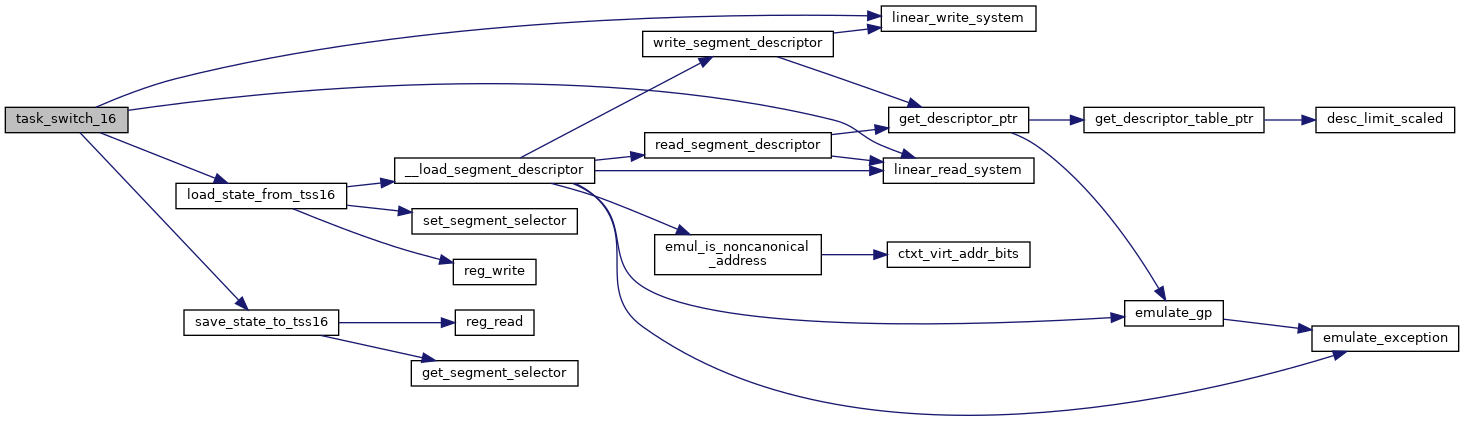 linear_write_system
write_segment_descriptor
task_switch_16
get_descriptor_ptr
get_descriptor_table_ptr
desc_limit_scaled
read_segment_descriptor
__load_segment_descriptor
linear_read_system
load_state_from_tss16
set_segment_selector
emul_is_noncanonical
_address
ctxt_virt_addr_bits
reg_write
emulate_gp
save_state_to_tss16
reg_read
emulate_exception
get_segment_selector